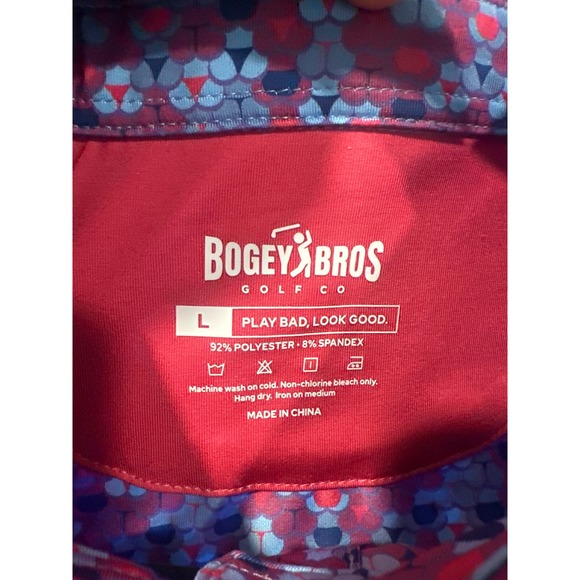 BOGEY BROS
GOLF CO
L PLAY BAD, LOOK GOOD.
92% POLYESTER • 8% SPANDEX
Machine wash on cold. Non-chlorine bleach only.
Hang dry. Iron on medium
MADE IN CHINA